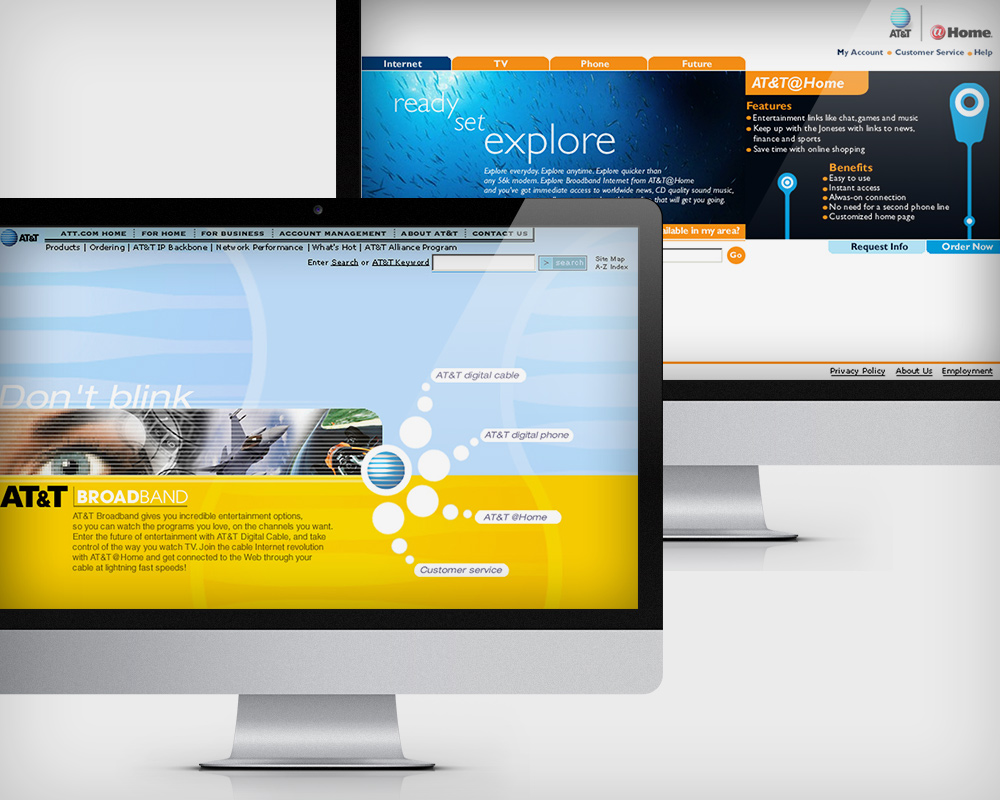 AT&T
@Home.
My Account Customer Service Help
Internet
TV
Phone
Future
ready
set
explore
Explore everyday. Explore anytime. Explore quicker than
any 56k modem. Explore Broadband Internet from AT&T@Home
and you've got immediate access to worldwide news, CD quality sound music,
that will get you going.
AT&T@Home
Features
Entertainment links like chat, games and music
Keep up with the Joneses with links to news,
finance and sports
Save time with online shopping
Benefits
Easy to use
Instant access
Alwas-on connection
No need for a second phone line
Customized home page
in my area?
Go
Request Info
Order Now
Privacy Policy About Us Employment
AT&T
ATT.COM HOME FOR HOME FOR BUSINESS ACCOUNT MANAGEMENT ABOUT AT&T CONTACT US
Products | Ordering | AT&T IP Backbone | Network Performance | What's Hot | AT&T Alliance Program
Enter Search or AT&T Keyword
> search
Site Map
A-Z Index
Don't blink
AT&T digital cable
AT&T digital phone
AT&T @Home
Customer service
AT&T BROADBAND
AT&T Broadband gives you incredible entertainment options,
so you can watch the programs you love, on the channels you want.
Enter the future of entertainment with AT&T Digital Cable, and take
control of the way you watch TV. Join the cable Internet revolution
with AT&T @Home and get connected to the Web through your
cable at lightning fast speeds!